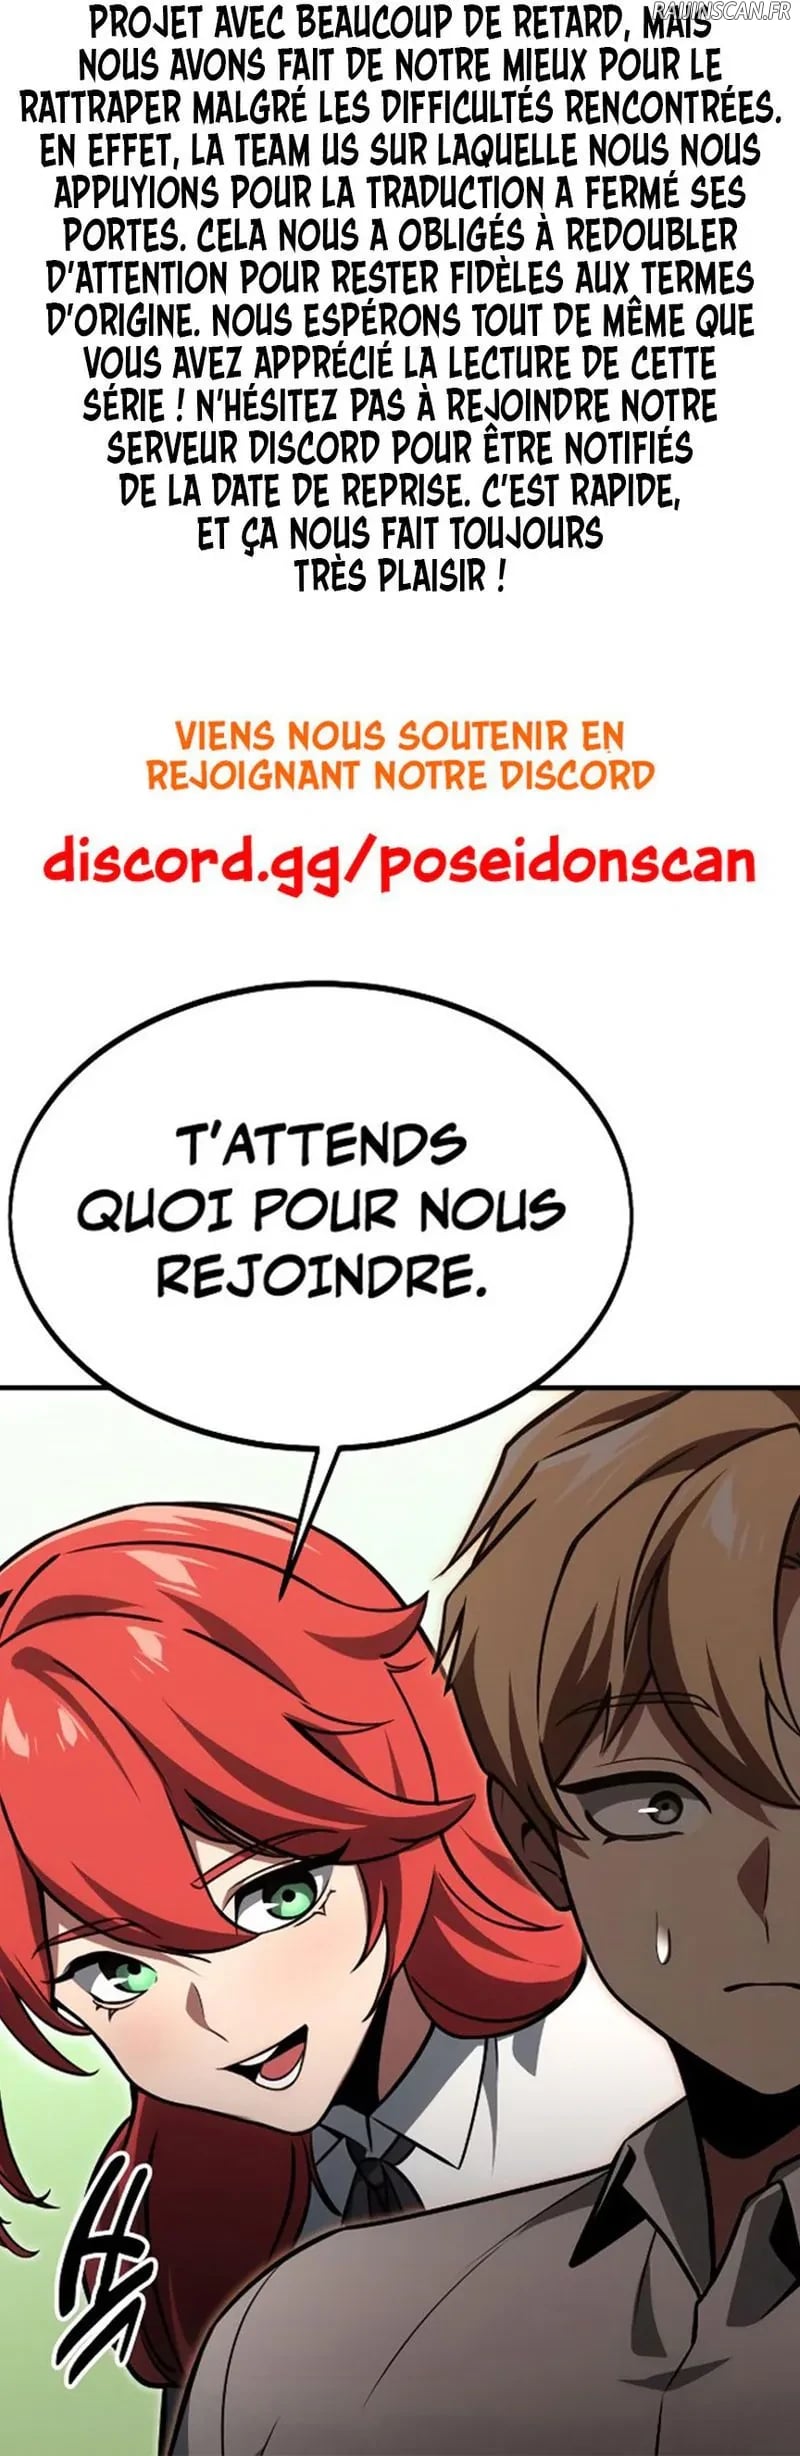 RAIJINSCAN.FR
PROJET AVEC BEAUCOUP DE RETARD, MAIS
NOUS AVONS FAIT DE NOTRE MIEUX POUR LE
RATTRAPER MALGRÉ LES DIFFICULTÉS RENCONTRÉES.
EN EFFET, LA TEAM US SUR LAQUELLE NOUS NOUS
APPUYIONS POUR LA TRADUCTION A FERMÉ SES
PORTES. CELA NOUS A OBLIGÉS À REDOUBLER
D'ATTENTION POUR RESTER FIDÈLES AUX TERMES
D'ORIGINE. NOUS ESPÉRONS TOUT DE MÊME QUE
VOUS AVEZ APPRÉCIÉ LA LECTURE DE CETTE
SÉRIE ! N'HÉSITEZ PAS À REJOINDRE NOTRE
SERVEUR DISCORD POUR ÊTRE NOTIFIÉS
DE LA DATE DE REPRISE. C'EST RAPIDE,
ET ÇA NOUS FAIT TOUJOURS
TRÈS PLAISIR !
VIENS NOUS SOUTENIR EN
REJOIGNANT NOTRE DISCORD
discord.gg/poseidonscan
T'ATTENDS
QUOI POUR NOUS
REJOINDRE.